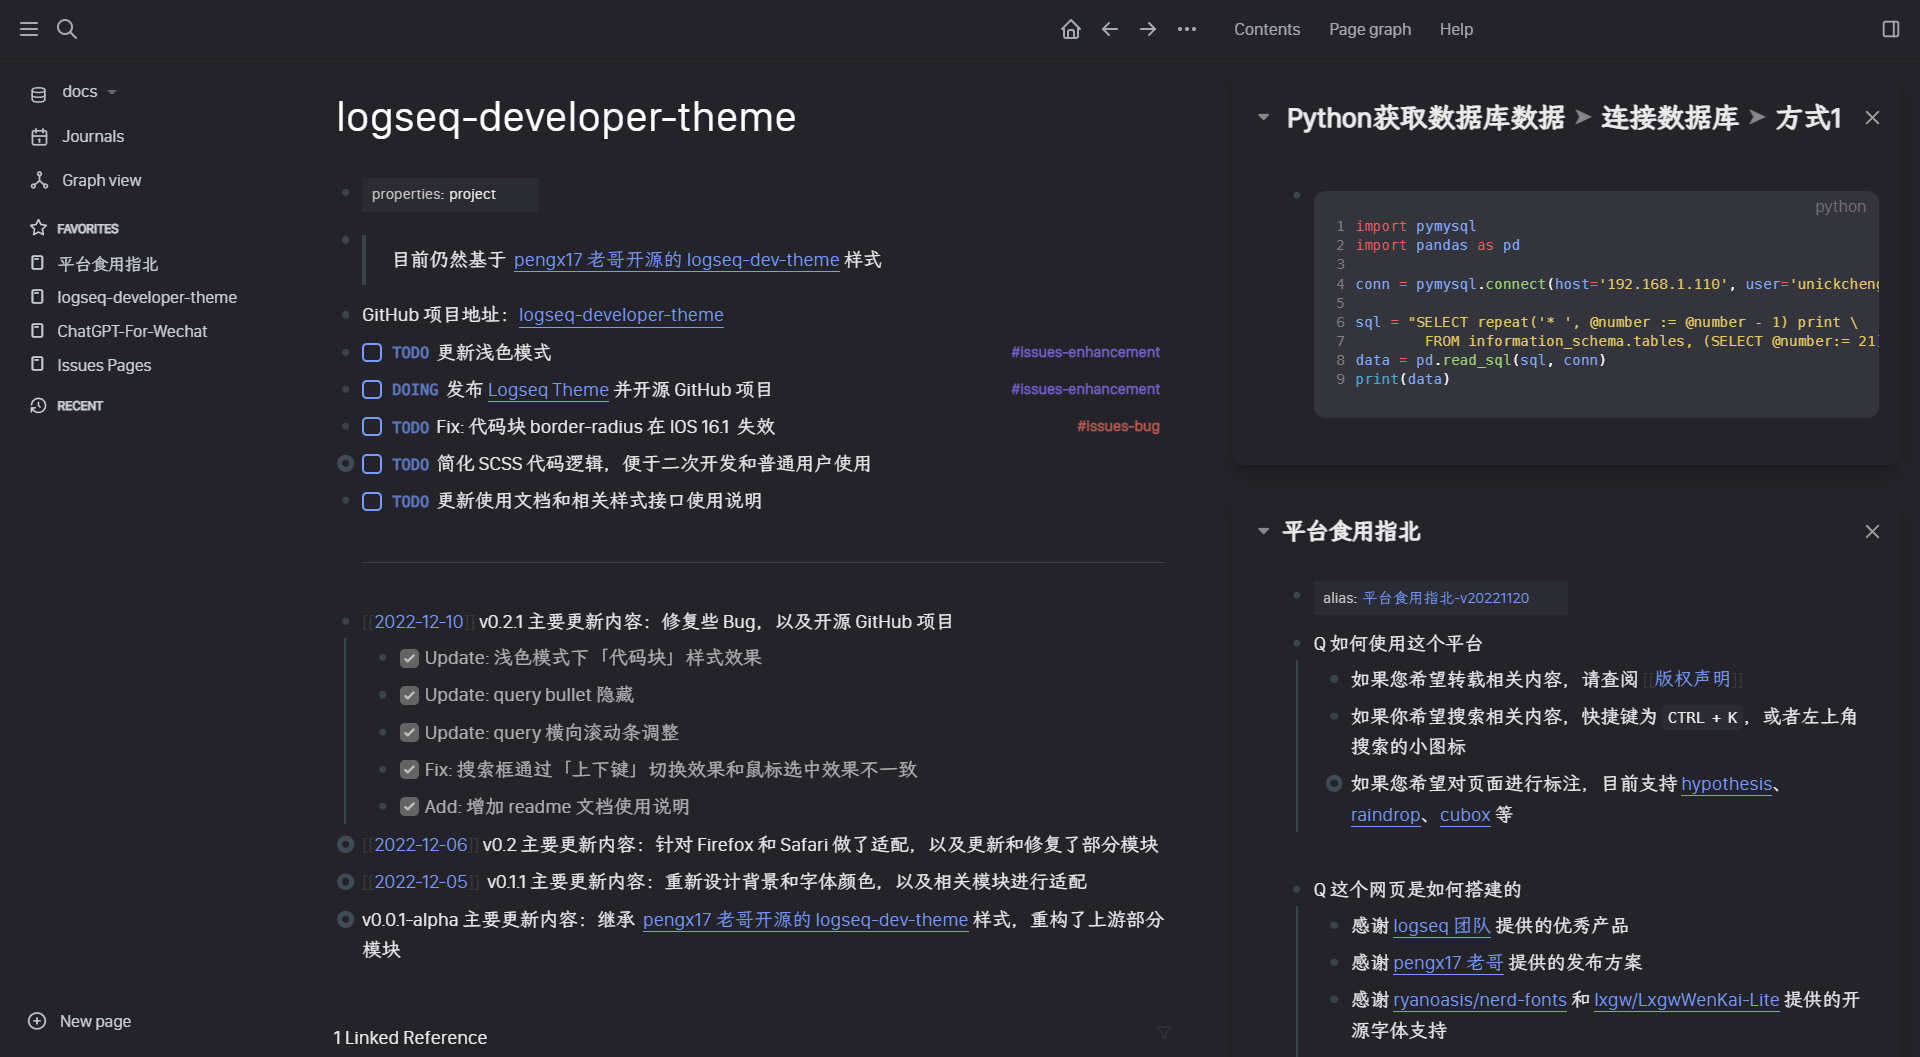 Contents Page graph Help
docs
Journals
Graph view
FAVORITES
平台食用指北
logseq-developer-theme
ChatGPT-For-Wechat
Issues Pages
RECENT
New page
logseq-developer-theme
properties: project
目前仍然基于 pengx17 老哥开源的 logseq-dev-theme 样式
GitHub 项目地址：logseq-developer-theme
TODO 更新浅色模式 #issues-enhancement
DOING 发布 Logseq Theme 并开源 GitHub 项目 #issues-enhancement
TODO Fix: 代码块 border-radius 在 IOS 16.1 失效 #issues-bug
TODO 简化 SCSS 代码逻辑，便于二次开发和普通用户使用
TODO 更新使用文档和相关样式接口使用说明
[[2022-12-10]] v0.2.1 主要更新内容：修复些 Bug，以及开源 GitHub 项目
Update: 浅色模式下「代码块」样式效果
Update: query bullet 隐藏
Update: query 横向滚动条调整
Fix: 搜索框通过「上下键」切换效果和鼠标选中效果不一致
Add: 增加 readme 文档使用说明
[[2022-12-06]] v0.2 主要更新内容：针对 Firefox 和 Safari 做了适配，以及更新和修复了部分模块
[[2022-12-05]] v0.1.1 主要更新内容：重新设计背景和字体颜色，以及相关模块进行适配
v0.0.1-alpha 主要更新内容：继承 pengx17 老哥开源的 logseq-dev-theme 样式，重构了上游部分
模块
1 Linked Reference
Python获取数据库数据 ➤ 连接数据库 ➤ 方式1
python
1 import pymysql
2 import pandas as pd
3
4 conn = pymysql.connect(host='192.168.1.110', user='unickcheng
5
6 sql = "SELECT repeat('* ', @number := @number - 1) print \
7 FROM information_schema.tables, (SELECT @number:= 21)
8 data = pd.read_sql(sql, conn)
9 print(data)
平台食用指北
alias: 平台食用指北-v20221120
Q 如何使用这个平台
如果您希望转载相关内容，请查阅 [[版权声明]]
如果你希望搜索相关内容，快捷键为 CTRL + K，或者左上角
搜索的小图标
如果您希望对页面进行标注，目前支持 hypothesis、
raindrop、cubox 等
Q 这个网页是如何搭建的
感谢 logseq 团队 提供的优秀产品
感谢 pengx17 老哥 提供的发布方案
感谢 ryanoasis/nerd-fonts 和 lxgw/LxgwWenKai-Lite 提供的开
源字体支持